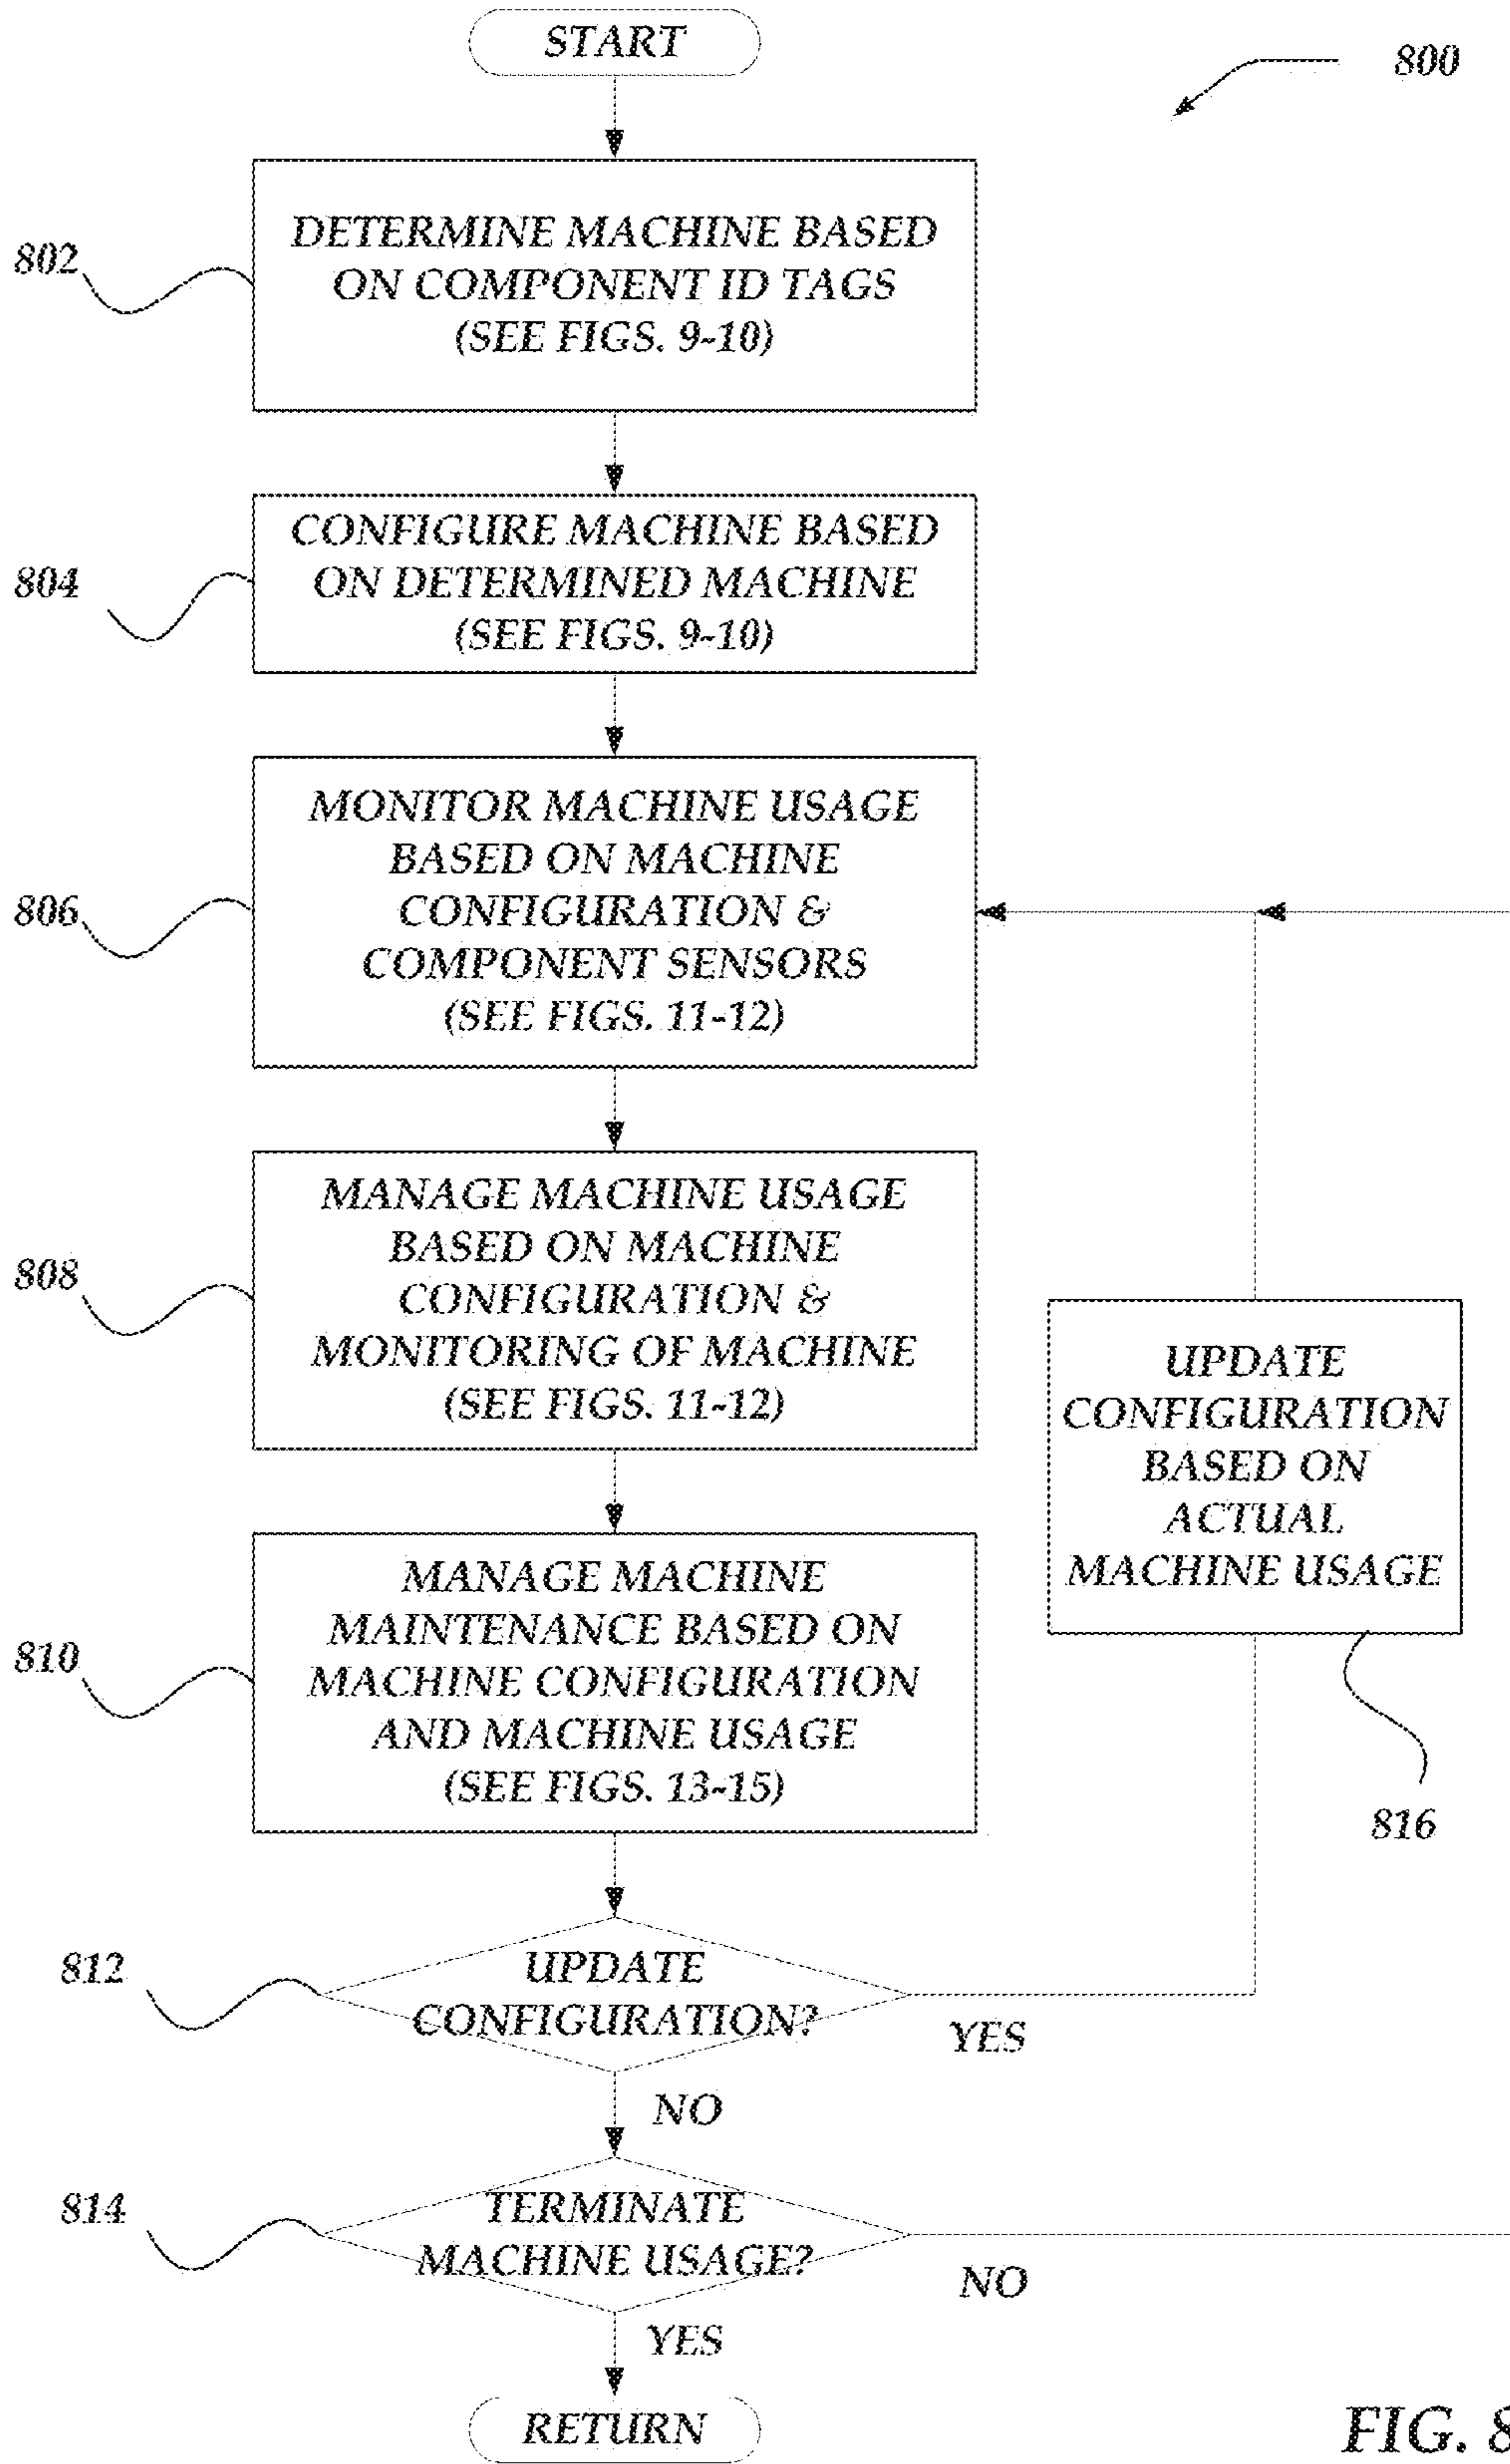 START
800
802
DETERMINE MACHINE BASED
ON COMPONENT ID TAGS
(SEE FIGS. 9-10)
804
CONFIGURE MACHINE BASED
ON DETERMINED MACHINE
(SEE FIGS. 9-10)
806
MONITOR MACHINE USAGE
BASED ON MACHINE
CONFIGURATION &
COMPONENT SENSORS
(SEE FIGS. 11-12)
808
MANAGE MACHINE USAGE
BASED ON MACHINE
CONFIGURATION &
MONITORING OF MACHINE
(SEE FIGS. 11-12)
UPDATE
CONFIGURATION
BASED ON
ACTUAL
MACHINE USAGE
816
810
MANAGE MACHINE
MAINTENANCE BASED ON
MACHINE CONFIGURATION
AND MACHINE USAGE
(SEE FIGS. 13-15)
812
UPDATE
CONFIGURATION?
YES
NO
814
TERMINATE
MACHINE USAGE?
NO
YES
RETURN
FIG. 8